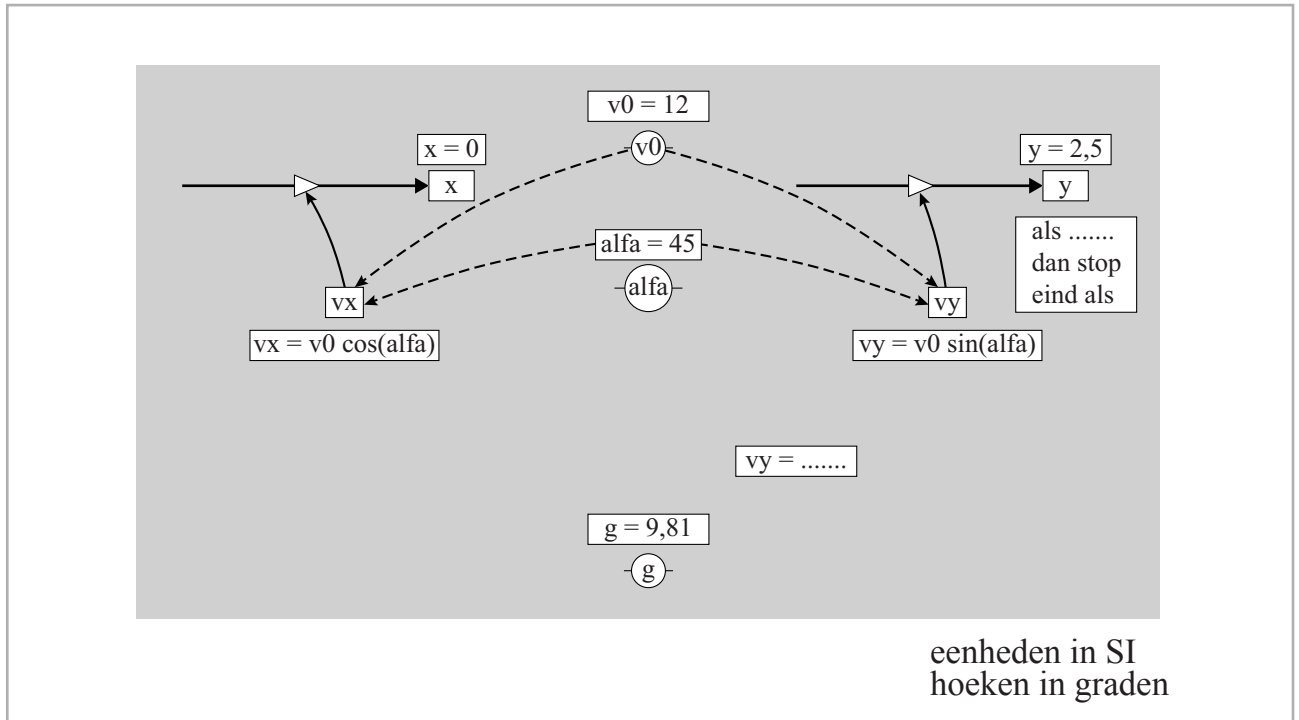 v0 = 12
v0
x = 0
x
y = 2,5
y
als .......
dan stop
eind als
alfa = 45
alfa
vx
vx = v0 cos(alfa)
vy
vy = v0 sin(alfa)
vy = .......
g = 9,81
g
eenheden in SI
hoeken in graden